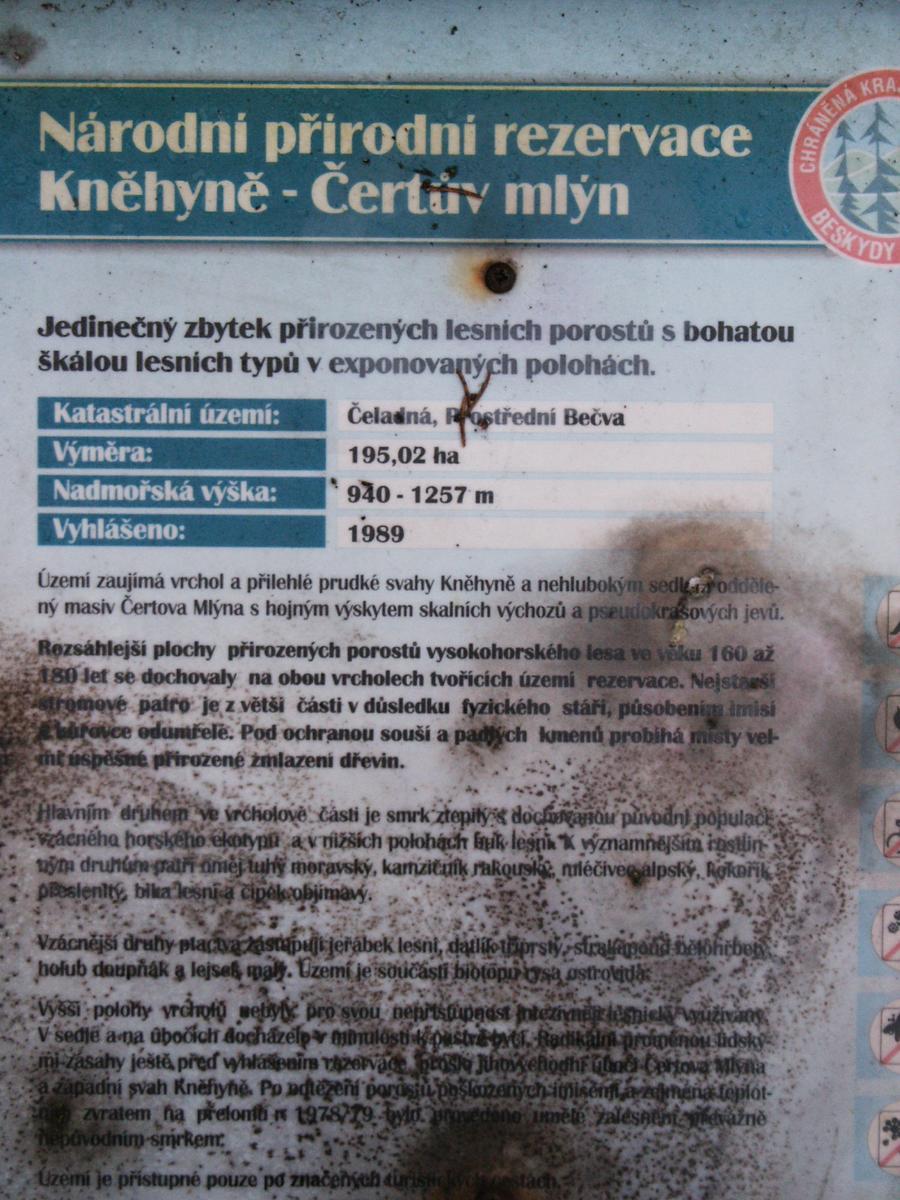 Národní přírodní rezervace
Kněhyně - Čertův mlýn
CHRÁNĚNÁ
BESKYDY
Jedinečný zbytek přirozených lesních porostů s bohatou
škálou lesních typů v exponovaných polohách.
Katastrální území: Čeladná, Prostřední Bečva
Výměra: 195,02 ha
Nadmořská výška: 940 - 1257 m
Vyhlášeno: 1989
Území zaujímá vrchol a přilehlé prudké svahy Kněhyně a nehlubokým sedlem odděle-
ný masiv Čertova Mlýna s hojným výskytem skalních výchozů a pseudokrasových jevů.
Rozsáhlejší plochy přirozených porostů vysokohorského lesa ve věku 160 až
180 let se dochovaly na obou vrcholech tvořících území rezervace. Nejstarší
stromové patro je z větší části v důsledku fyzického stáří, působením imisí
a kůrovce odumřelé. Pod ochranou souší a padlých kmenů probíhá místy vel-
mi úspěšné přirozené zmlazení dřevin.
Hlavním druhem ve vrcholové části je smrk ztepilý s dochovanou původní populací
vzácného horského ekotypu a v nižších polohách buk lesní. K významnějším rostlin-
ným druhům patří oměj tuhý moravský, kamzičník rakouský, mléčivec alpský, kokořík
přeslenitý, bika lesní a čípek objímavý.
Vzácnější druhy ptactva zastupují jeřábek lesní, datlík tříprstý, strakapoud bělohřbetý,
holub doupňák a lejsek malý. Území je součástí biotopu rysa ostrovida.
Vyšší polohy vrcholů nebyly pro svou nepřístupnost intezivněji lesnicky využívány.
V sedle a na úbočích docházelo v minulosti k pastvě bytí. Radikální proměnou lidský-
mi zásahy ještě před vyhlášením rezervace prošlo jihovýchodní úbočí Čertova Mlýna
a západní svah Kněhyně. Po odtěžení porostů poškozených imisemi a zejména teplot-
ním zvratem na přelomu r. 1978/79 bylo provedeno umělé zalesnění převážně
nepůvodním smrkem.
Území je přístupné pouze po značených turistických cestách.